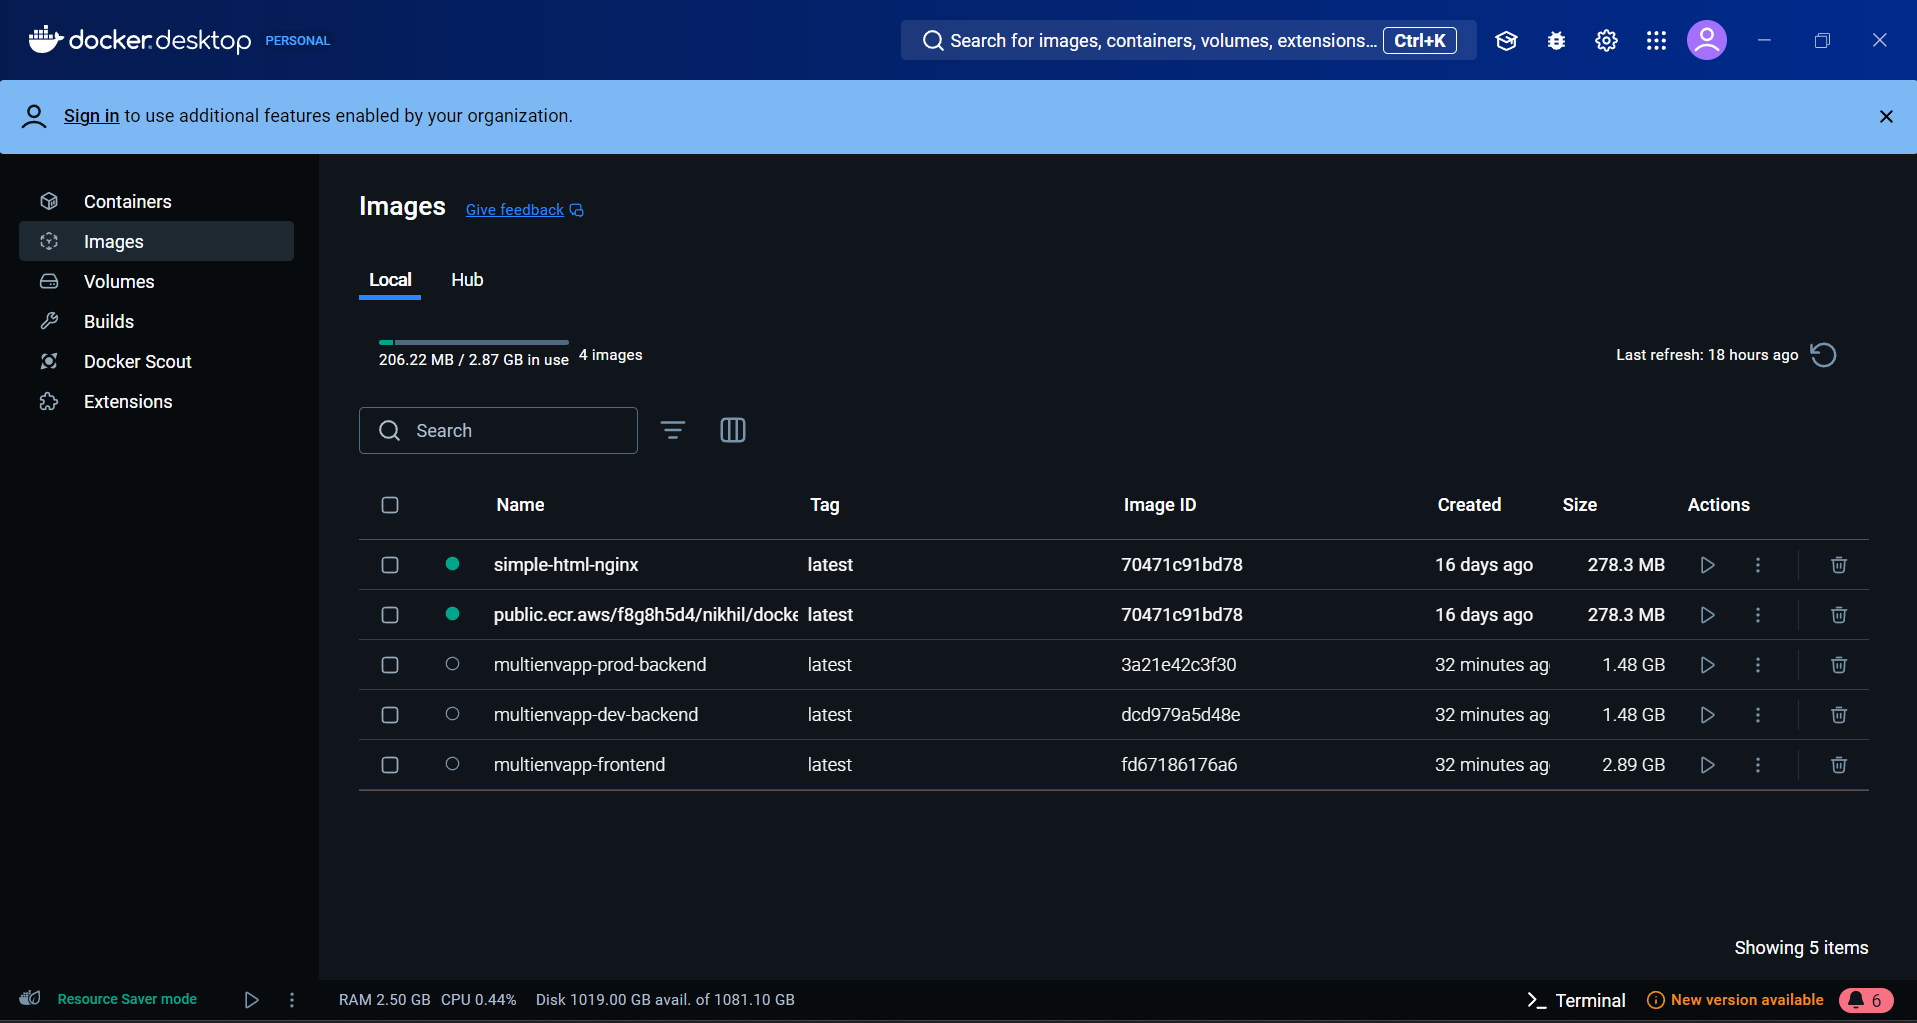 docker.desktop PERSONAL
Search for images, containers, volumes, extensions... Ctrl+K
Sign in to use additional features enabled by your organization.
Containers
Images
Volumes
Builds
Docker Scout
Extensions
Images Give feedback
Local Hub
206.22 MB / 2.87 GB in use 4 images
Last refresh: 18 hours ago
Search
Name Tag Image ID Created Size Actions
simple-html-nginx latest 70471c91bd78 16 days ago 278.3 MB
public.ecr.aws/f8g8h5d4/nikhil/docke latest 70471c91bd78 16 days ago 278.3 MB
multienvapp-prod-backend latest 3a21e42c3f30 32 minutes ag 1.48 GB
multienvapp-dev-backend latest dcd979a5d48e 32 minutes ag 1.48 GB
multienvapp-frontend latest fd67186176a6 32 minutes ag 2.89 GB
Showing 5 items
Resource Saver mode RAM 2.50 GB CPU 0.44% Disk 1019.00 GB avail. of 1081.10 GB Terminal New version available 6